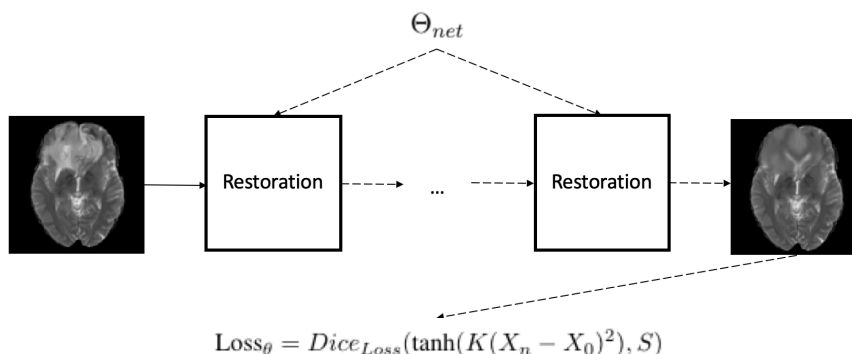 Θ_net
Restoration ... Restoration
Loss_θ = Dice_Loss(tanh(K(X_n − X_0)^2), S)